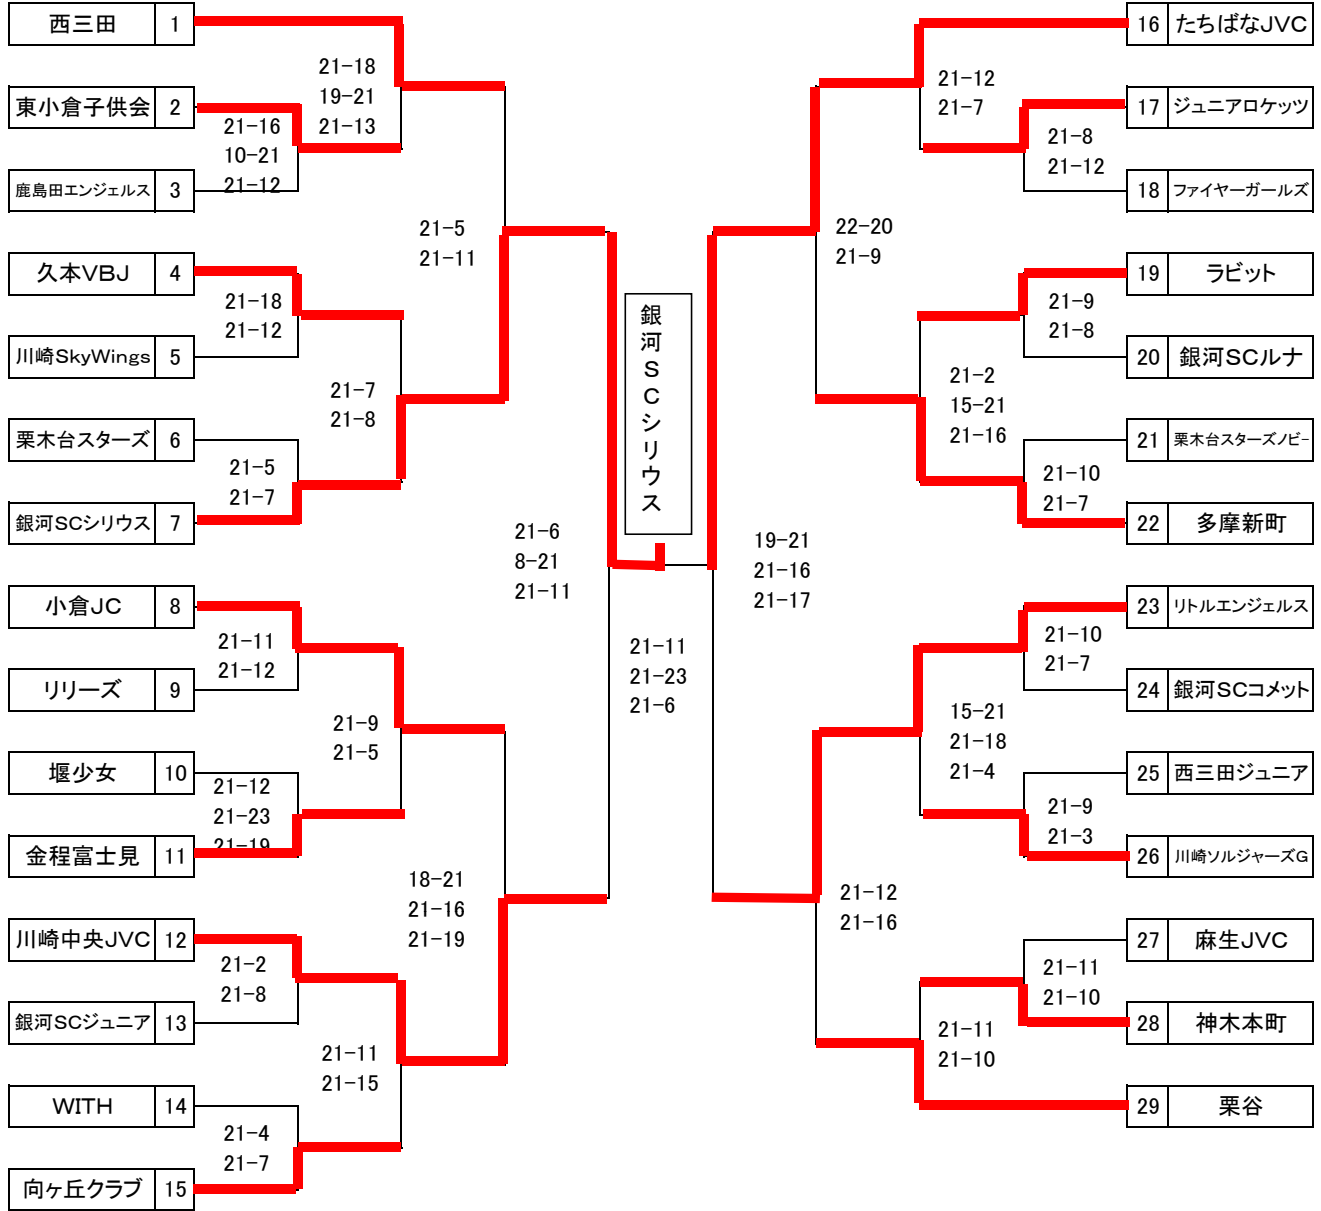 西三田 1
東小倉子供会 2
鹿島田エンジェルス 3
久本VBJ 4
川崎SkyWings 5
栗木台スターズ 6
銀河SCシリウス 7
小倉JC 8
リリーズ 9
堰少女 10
金程富士見 11
川崎中央JVC 12
銀河SCジュニア 13
WITH 14
向ヶ丘クラブ 15
21-18
19-21
21-13
21-16
10-21
21-12
21-5
21-11
21-18
21-12
21-7
21-8
21-5
21-7
21-6
8-21
21-11
21-11
21-12
21-9
21-5
21-12
21-23
21-19
18-21
21-16
21-19
21-2
21-8
21-11
21-15
21-4
21-7
銀河SCシリウス
21-11
21-23
21-6
16 たちばなJVC
17 ジュニアロケッツ
18 ファイヤーガールズ
19 ラビット
20 銀河SCルナ
21 栗木台スターズノビ-
22 多摩新町
23 リトルエンジェルス
24 銀河SCコメット
25 西三田ジュニア
26 川崎ソルジャーズG
27 麻生JVC
28 神木本町
29 栗谷
21-12
21-7
21-8
21-12
22-20
21-9
21-9
21-8
21-2
15-21
21-16
21-10
21-7
19-21
21-16
21-17
21-10
21-7
15-21
21-18
21-4
21-9
21-3
21-12
21-16
21-11
21-10
21-11
21-10